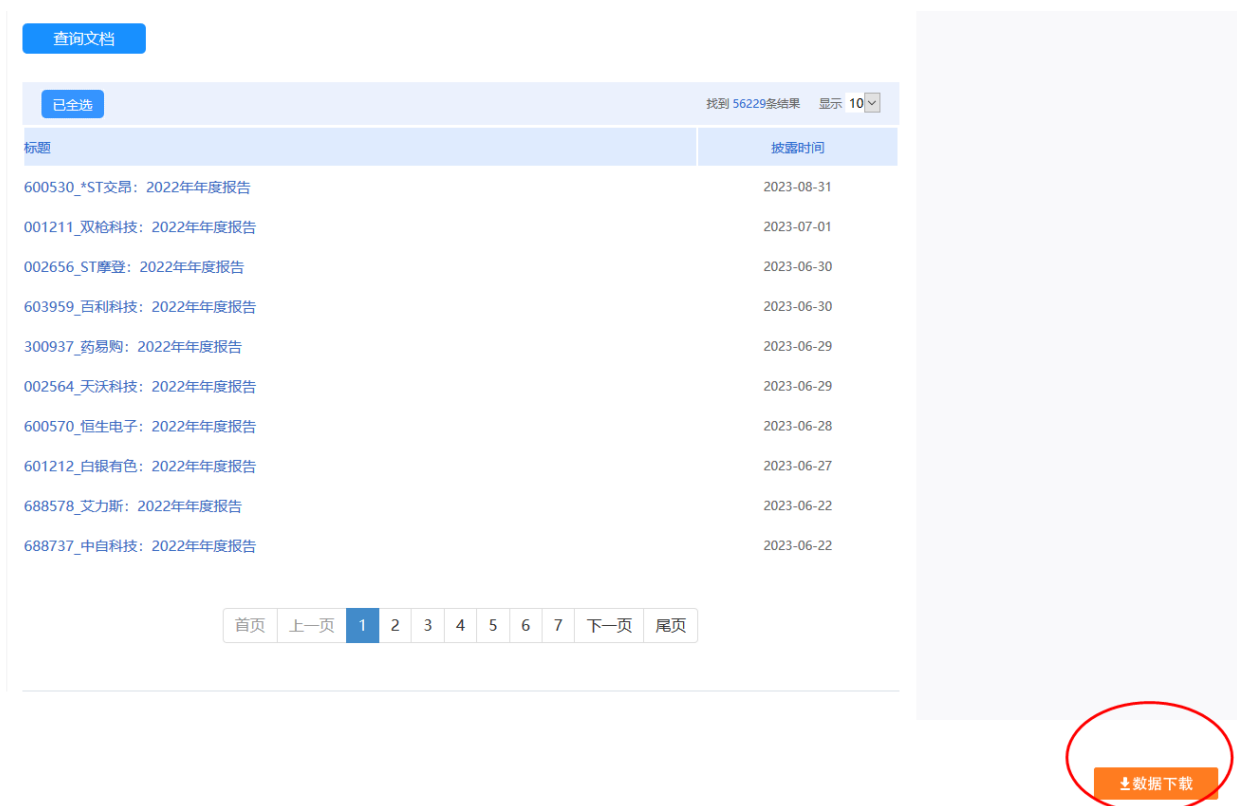 查询文档
已全选 找到 56229条结果 显示 10
标题 披露时间
600530_*ST交昂：2022年年度报告 2023-08-31
001211_双枪科技：2022年年度报告 2023-07-01
002656_ST摩登：2022年年度报告 2023-06-30
603959_百利科技：2022年年度报告 2023-06-30
300937_药易购：2022年年度报告 2023-06-29
002564_天沃科技：2022年年度报告 2023-06-29
600570_恒生电子：2022年年度报告 2023-06-28
601212_白银有色：2022年年度报告 2023-06-27
688578_艾力斯：2022年年度报告 2023-06-22
688737_中自科技：2022年年度报告 2023-06-22
首页 上一页 1 2 3 4 5 6 7 下一页 尾页
数据下载